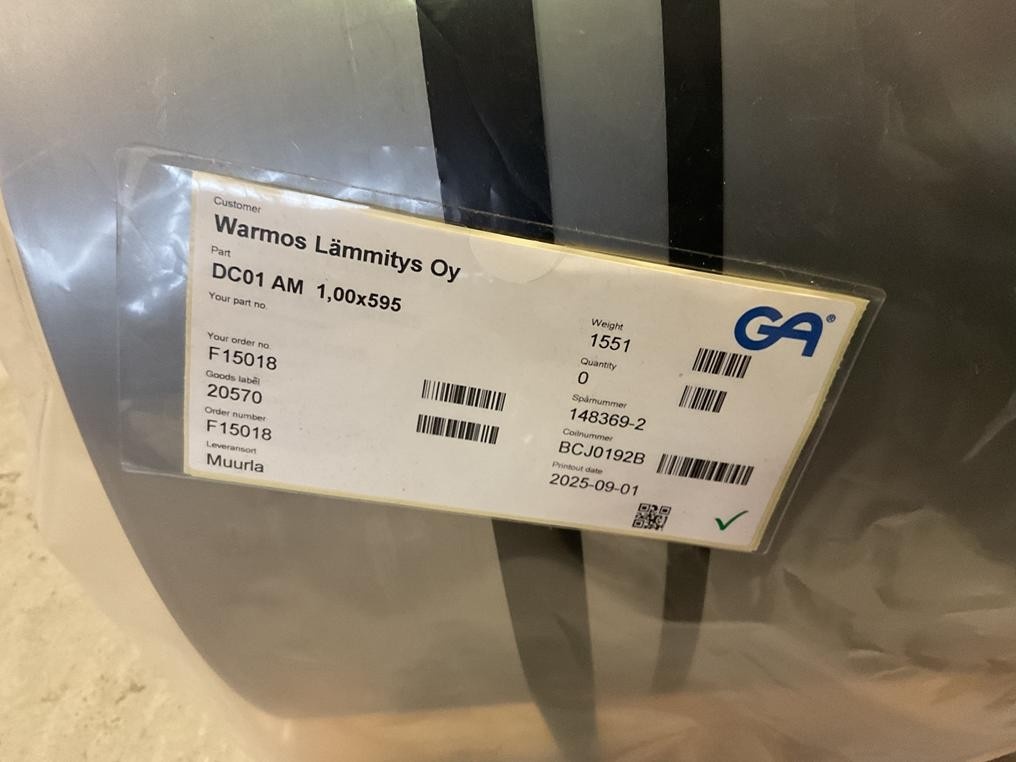 Customer
Warmos Lämmitys Oy
Part
DC01 AM 1,00x595
Your part no.
Your order no.
F15018
Goods label
20570
Order number
F15018
Leveransort
Muurla
GA®
Weight
1551
Quantity
0
Spårnummer
148369-2
Coilnummer
BCJ0192B
Printout date
2025-09-01